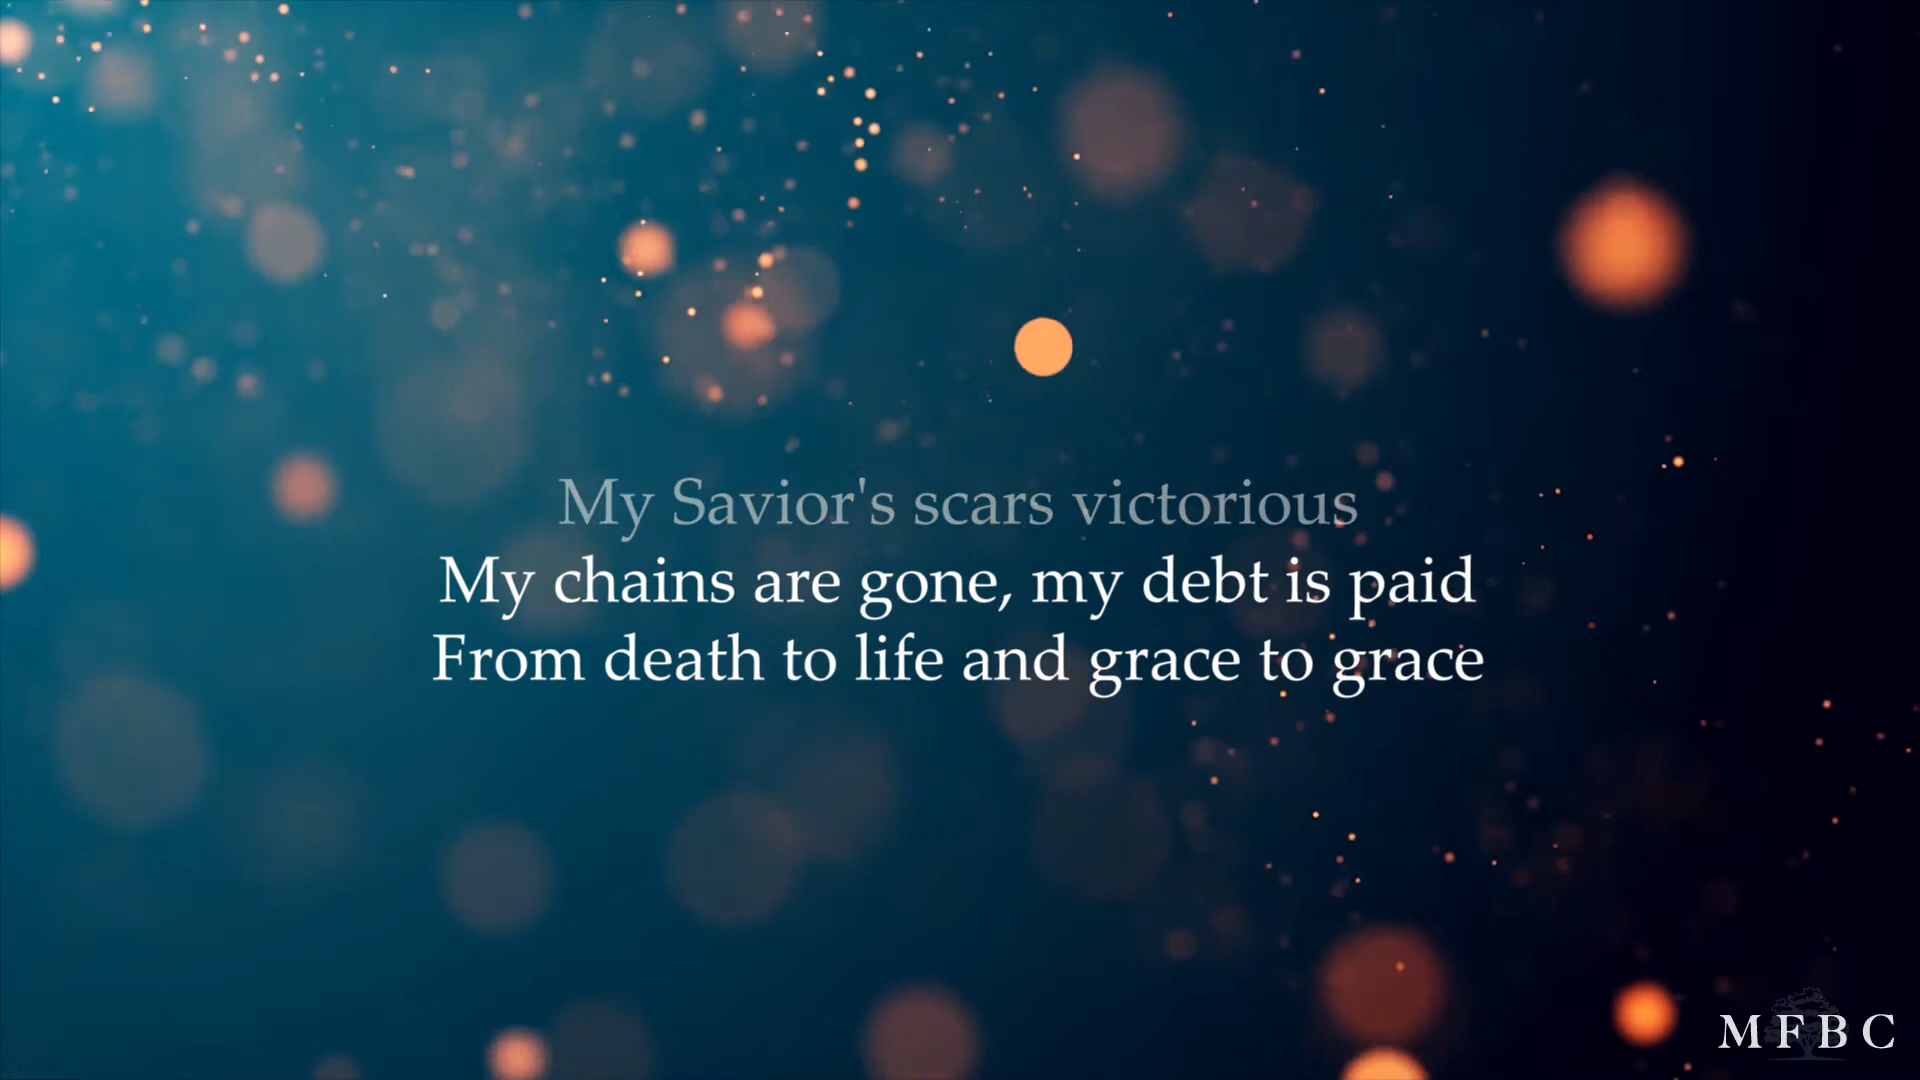 My Savior's scars victorious
My chains are gone, my debt is paid
From death to life and grace to grace
MFBC